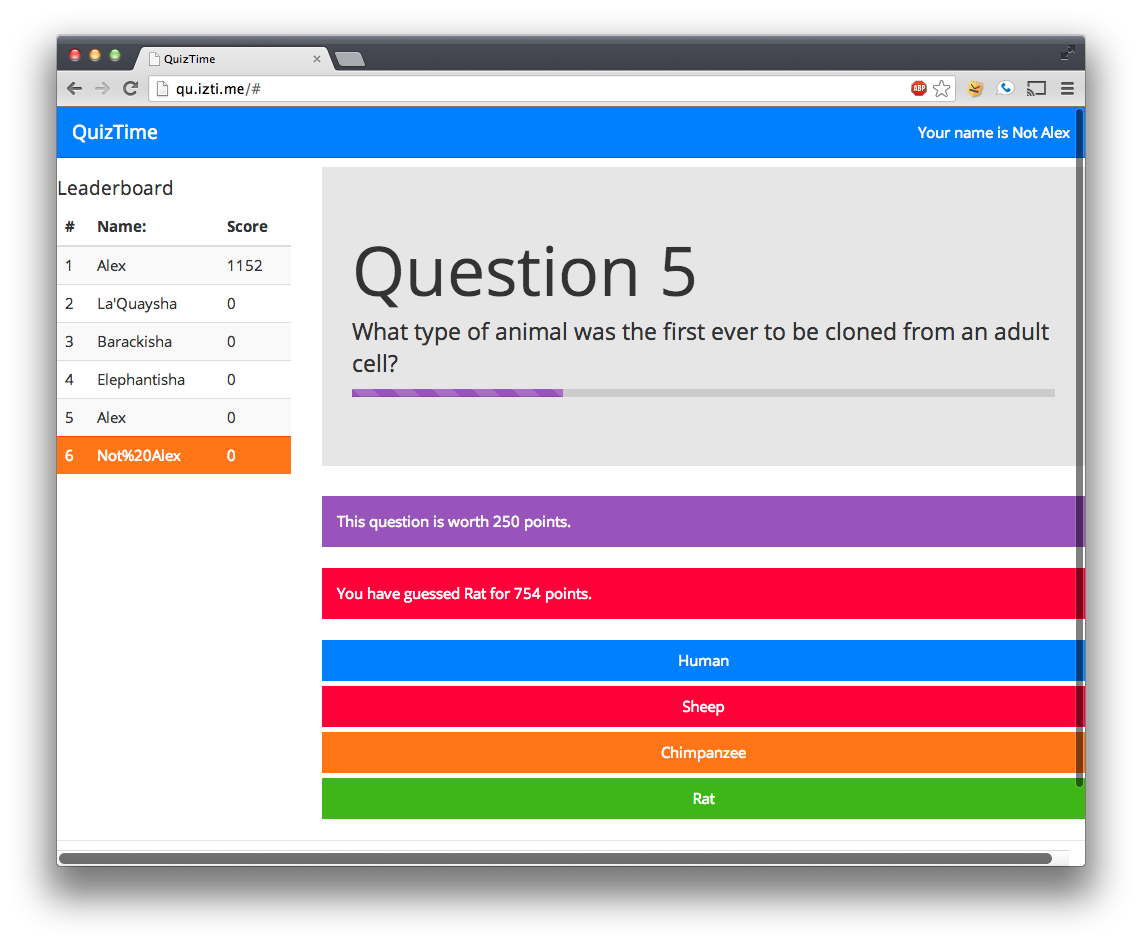 QuizTime
qu.izti.me/#
ABP
QuizTime
Your name is Not Alex
Leaderboard
# Name: Score
1 Alex 1152
2 La'Quaysha 0
3 Barackisha 0
4 Elephantisha 0
5 Alex 0
6 Not%20Alex 0
Question 5
What type of animal was the first ever to be cloned from an adult
cell?
This question is worth 250 points.
You have guessed Rat for 754 points.
Human
Sheep
Chimpanzee
Rat